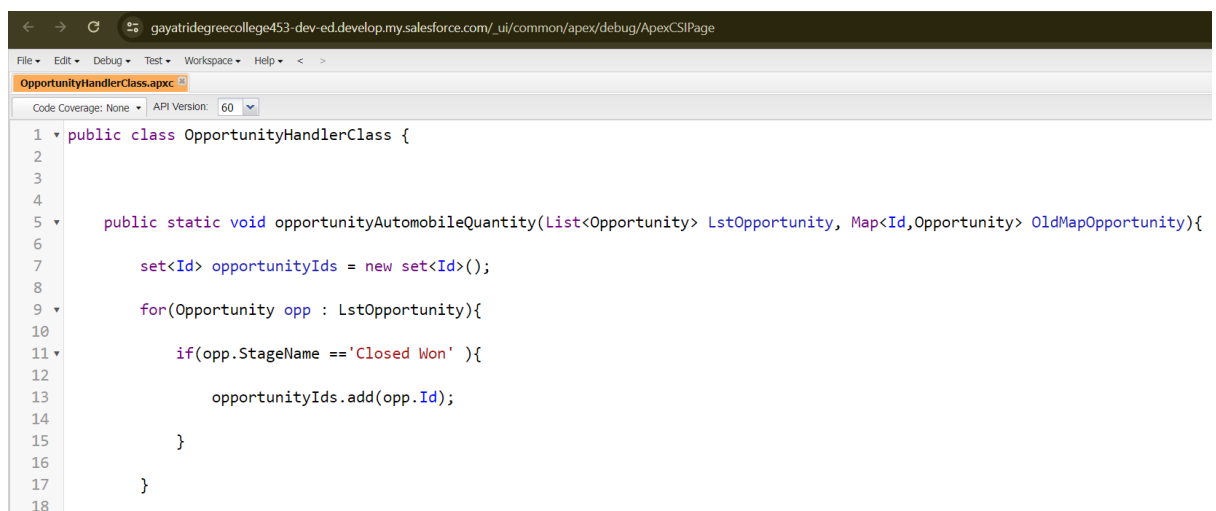 gayatridegreecollege453-dev-ed.develop.my.salesforce.com/_ui/common/apex/debug/ApexCSIPage
File Edit Debug Test Workspace Help < >
OpportunityHandlerClass.apxc
Code Coverage: None API Version: 60
1 public class OpportunityHandlerClass {
2
3
4
5 public static void opportunityAutomobileQuantity(List<Opportunity> LstOpportunity, Map<Id,Opportunity> OldMapOpportunity){
6
7 set<Id> opportunityIds = new set<Id>();
8
9 for(Opportunity opp : LstOpportunity){
10
11 if(opp.StageName =='Closed Won' ){
12
13 opportunityIds.add(opp.Id);
14
15 }
16
17 }
18